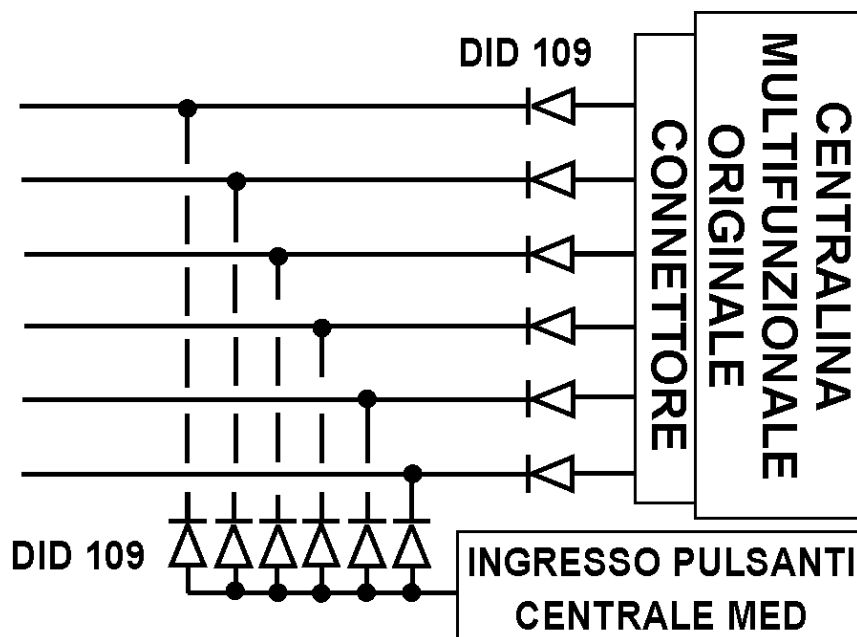 DID 109
CONNETTORE
CENTRALINA
MULTIFUNZIONALE
ORIGINALE
DID 109
INGRESSO PULSANTI
CENTRALE MED